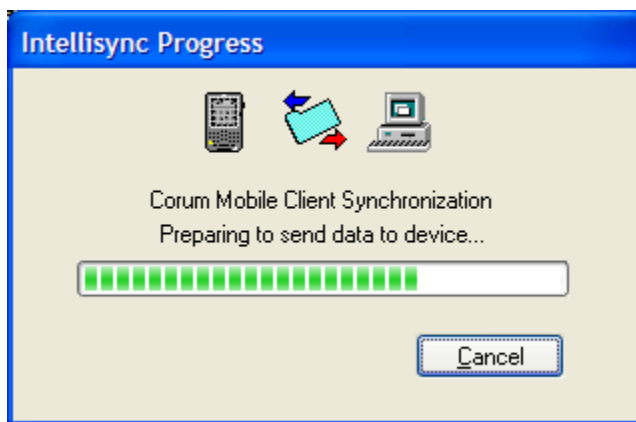 Intellisync Progress
Corum Mobile Client Synchronization
Preparing to send data to device...
Cancel